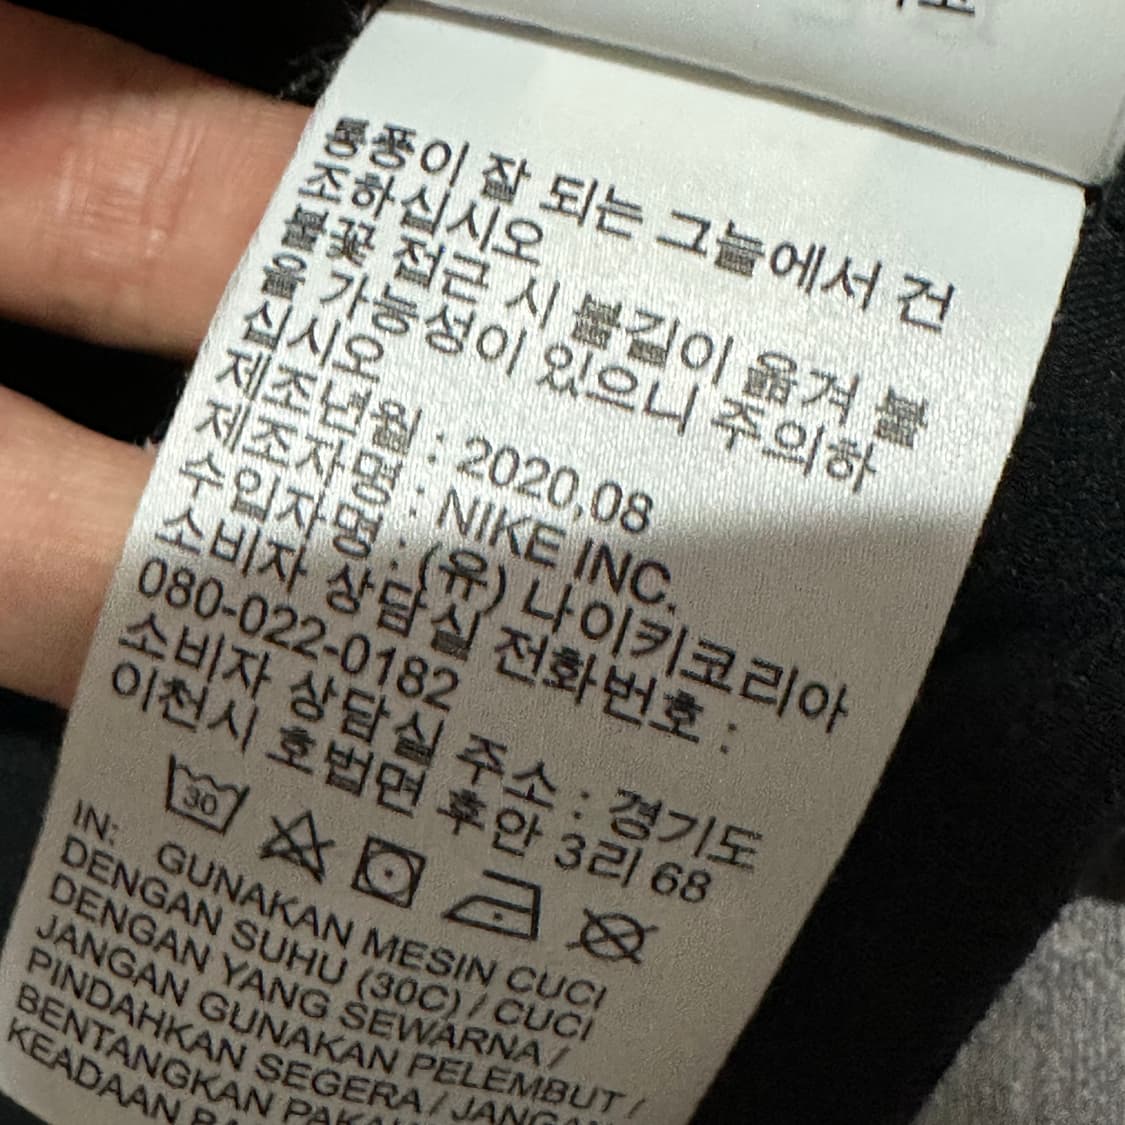 통풍이 잘 되는 그늘에서 건
조하십시오
불꽃 접근 시 불길이 옮겨 붙
을 가능성이 있으니 주의하
십시오
제조년월 : 2020.08
제조자명 : NIKE INC.
수입자명 : (유) 나이키코리아
소비자 상담실 전화번호 :
080-022-0182
소비자 상담실 주소 : 경기도
이천시 호법면 후안 3리 68
30
IN: GUNAKAN MESIN CUCI
DENGAN SUHU (30C) / CUCI
DENGAN YANG SEWARNA /
JANGAN GUNAKAN PELEMBUT /
PINDAHKAN SEGERA / JANGAN
BENTANGKAN
KEADAAN